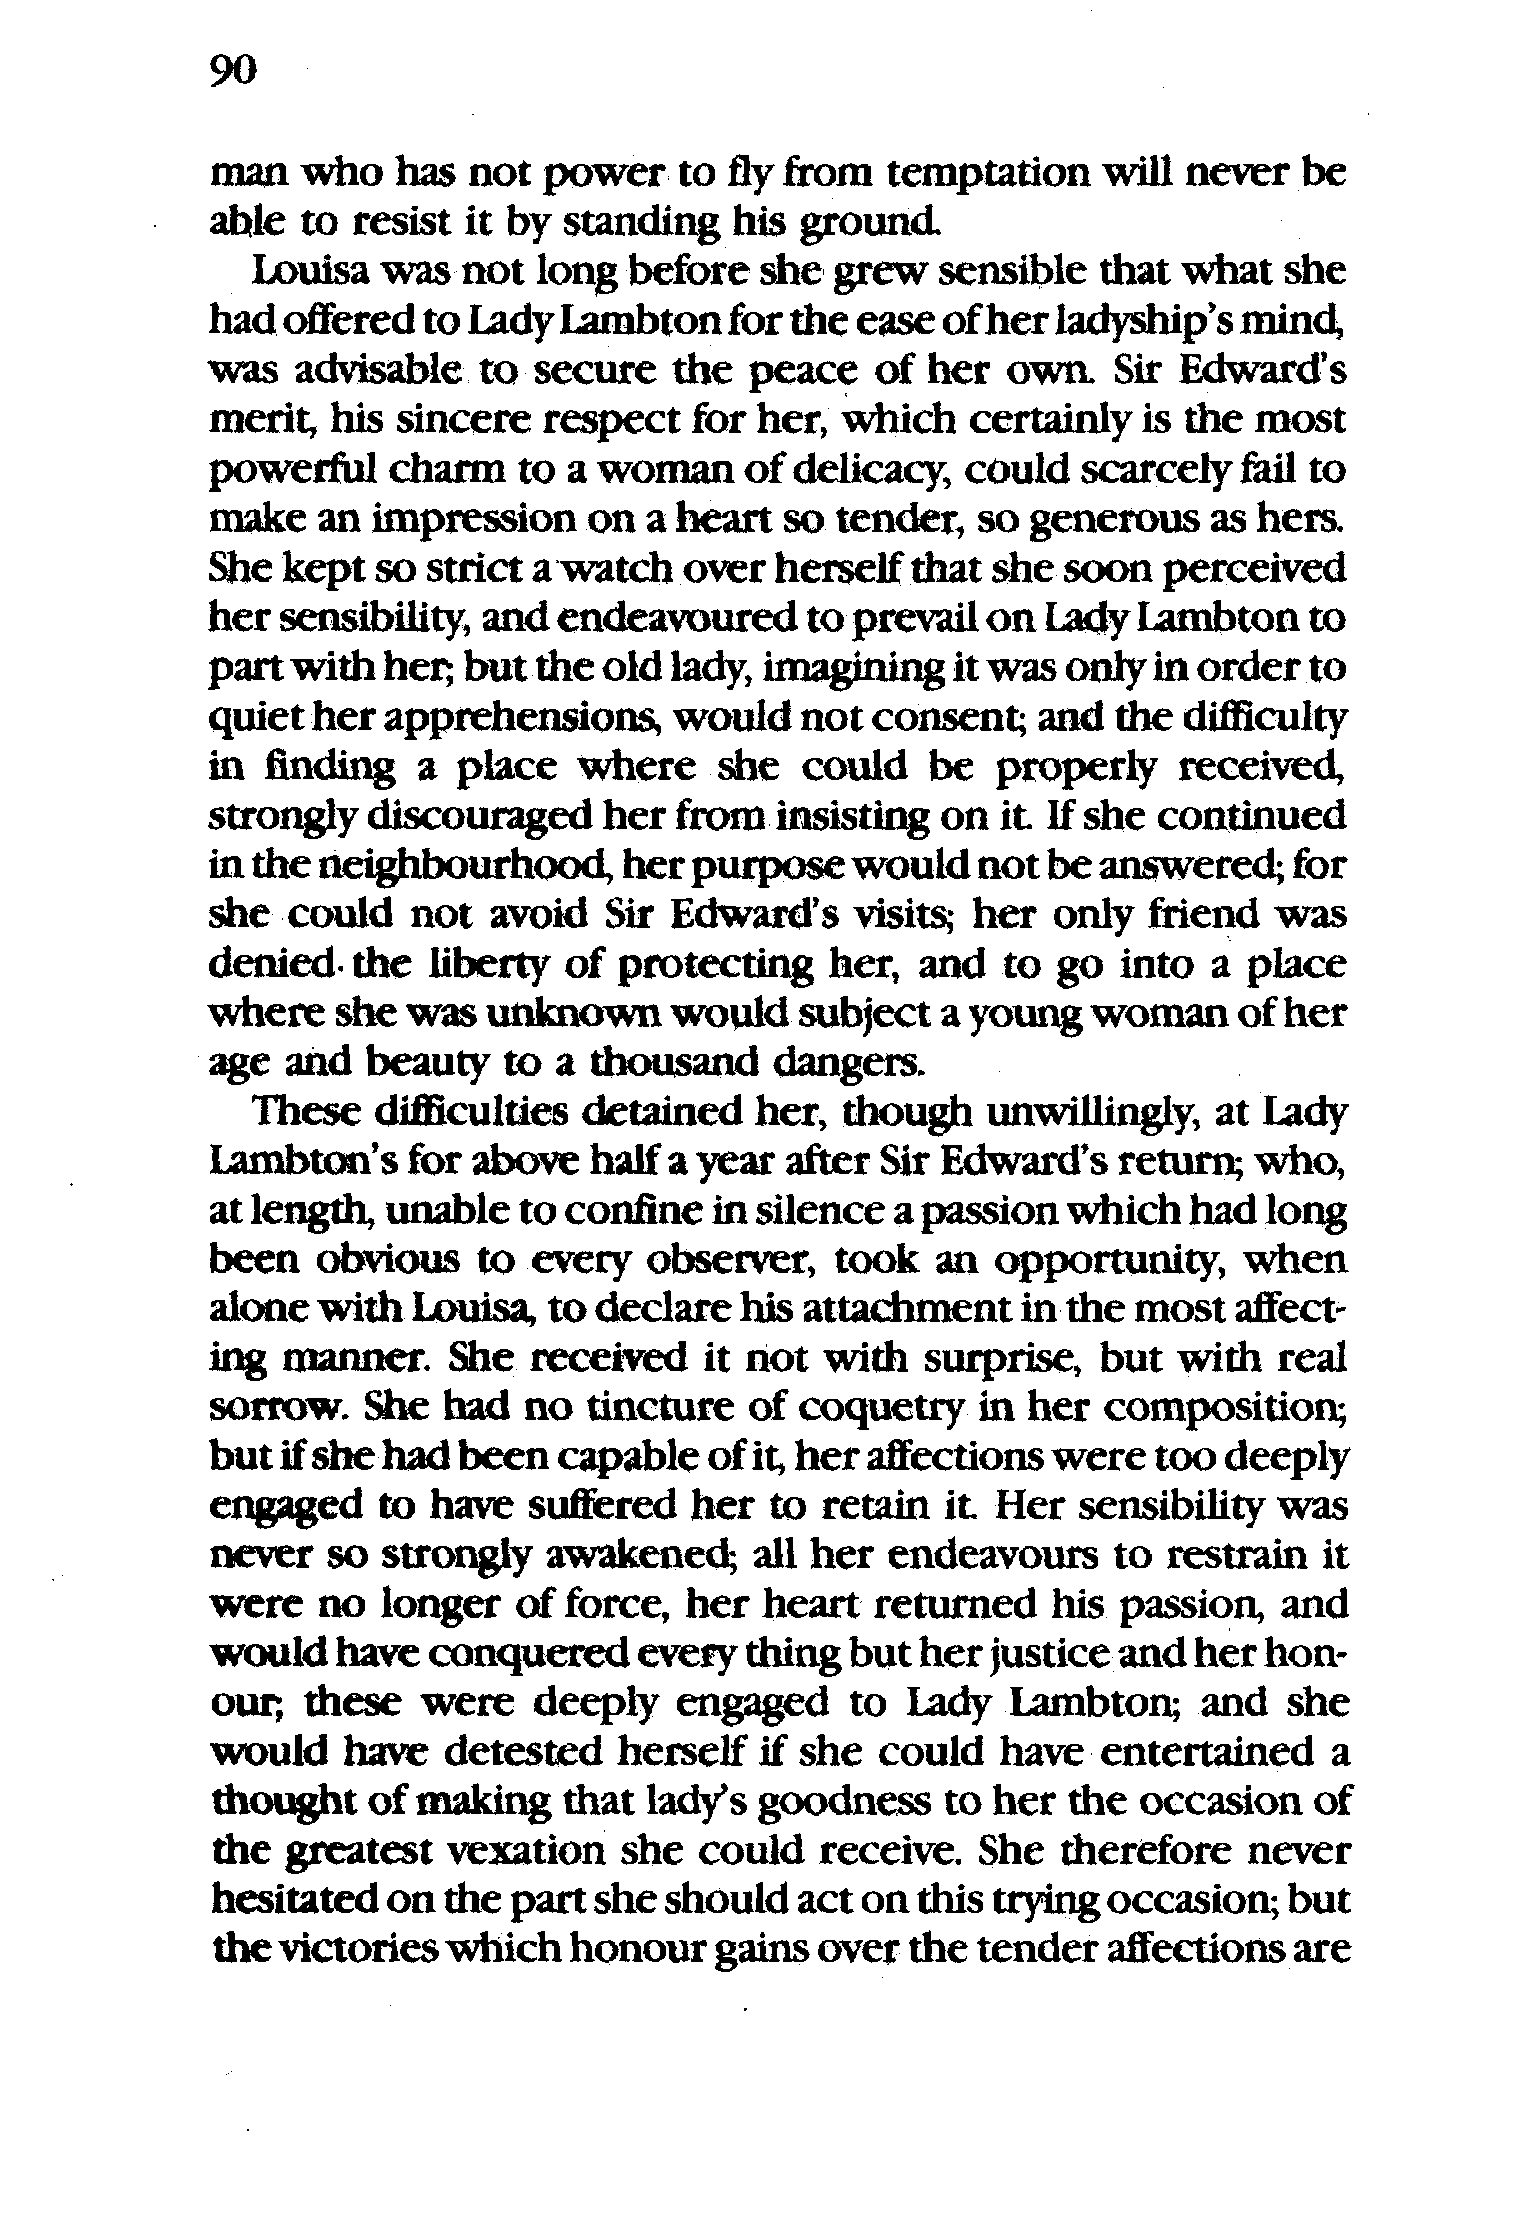 90
man who has not power to fly from temptation will never be
able to resist it by standing his ground.
Louisa was not long before she grew sensible that what she
had offered to Lady Lambton for the ease of her ladyship's mind,
was advisable to secure the peace of her own. Sir Edward's
merit, his sincere respect for her, which certainly is the most
powerful charm to a woman of delicacy, could scarcely fail to
make an impression on a heart so tender, so generous as hers.
She kept so strict a watch over herself that she soon perceived
her sensibility, and endeavoured to prevail on Lady Lambton to
part with her; but the old lady, imagining it was only in order to
quiet her apprehensions, would not consent; and the difficulty
in finding a place where she could be properly received,
strongly discouraged her from insisting on it. If she continued
in the neighbourhood, her purpose would not be answered; for
she could not avoid Sir Edward's visits; her only friend was
denied the liberty of protecting her, and to go into a place
where she was unknown would subject a young woman of her
age and beauty to a thousand dangers.
These difficulties detained her, though unwillingly, at Lady
Lambton's for above half a year after Sir Edward's return; who,
at length, unable to confine in silence a passion which had long
been obvious to every observer, took an opportunity, when
alone with Louisa, to declare his attachment in the most affect-
ing manner. She received it not with surprise, but with real
sorrow. She had no tincture of coquetry in her composition;
but if she had been capable of it, her affections were too deeply
engaged to have suffered her to retain it. Her sensibility was
never so strongly awakened; all her endeavours to restrain it
were no longer of force, her heart returned his passion, and
would have conquered every thing but her justice and her hon-
our; these were deeply engaged to Lady Lambton; and she
would have detested herself if she could have entertained a
thought of making that lady's goodness to her the occasion of
the greatest vexation she could receive. She therefore never
hesitated on the part she should act on this trying occasion; but
the victories which honour gains over the tender affections are